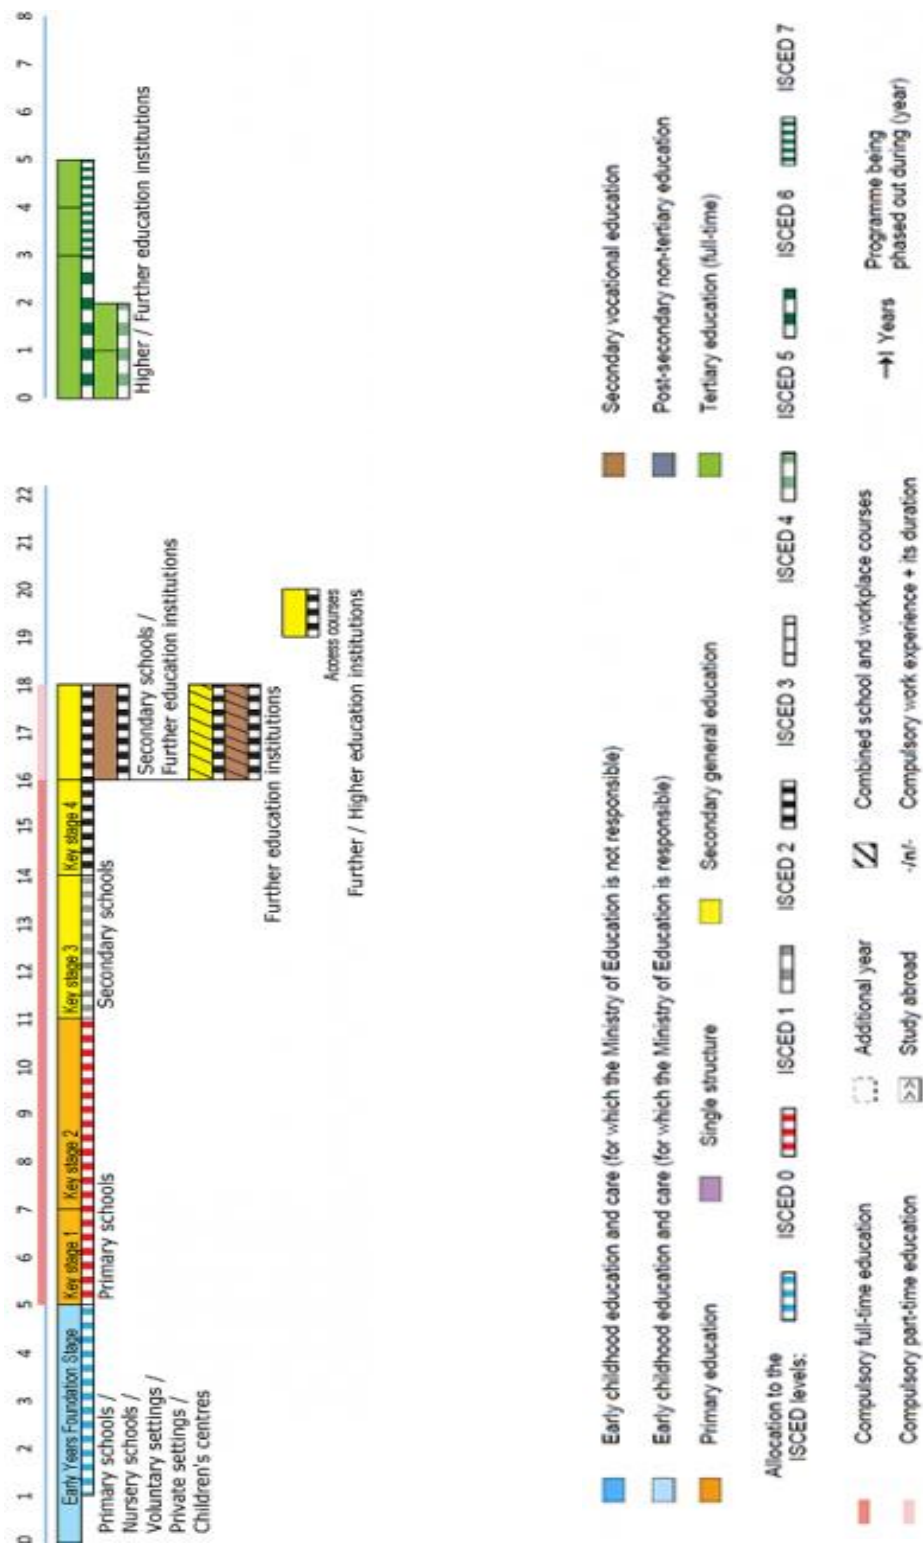 0 1 2 3 4 5 6 7 8 9 10 11 12 13 14 15 16 17 18 19 20 21 22
0 1 2 3 4 5 6 7 8
Early Years Foundation Stage
Key stage 1
Key stage 2
Key stage 3
Key stage 4
Primary schools /
Nursery schools /
Voluntary settings /
Private settings /
Children's centres
Primary schools
Secondary schools
Secondary schools /
Further education institutions
Further education institutions
Access courses
Further / Higher education institutions
Higher / Further education institutions
Early childhood education and care (for which the Ministry of Education is not responsible)
Early childhood education and care (for which the Ministry of Education is responsible)
Primary education
Single structure
Secondary general education
Secondary vocational education
Post-secondary non-tertiary education
Tertiary education (full-time)
Allocation to the
ISCED levels:
ISCED 0
ISCED 1
ISCED 2
ISCED 3
ISCED 4
ISCED 5
ISCED 6
ISCED 7
Compulsory full-time education
Compulsory part-time education
Additional year
>> Study abroad
Combined school and workplace courses
-/n/- Compulsory work experience + its duration
Years
Programme being
phased out during (year)